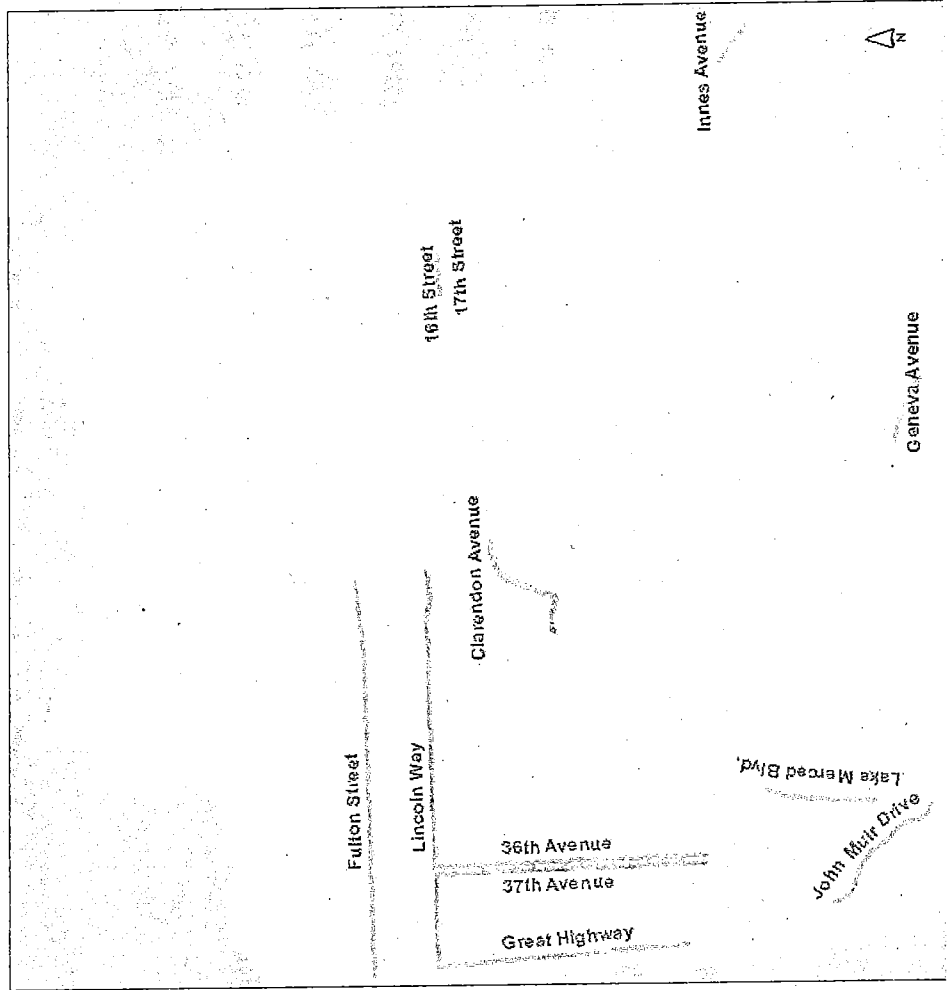 Innes Avenue
N
16th Street
17th Street
Geneva Avenue
Clarendon Avenue
Fulton Street
Lincoln Way
Lake Merced Blvd.
John Muir Drive
36th Avenue
37th Avenue
Great Highway